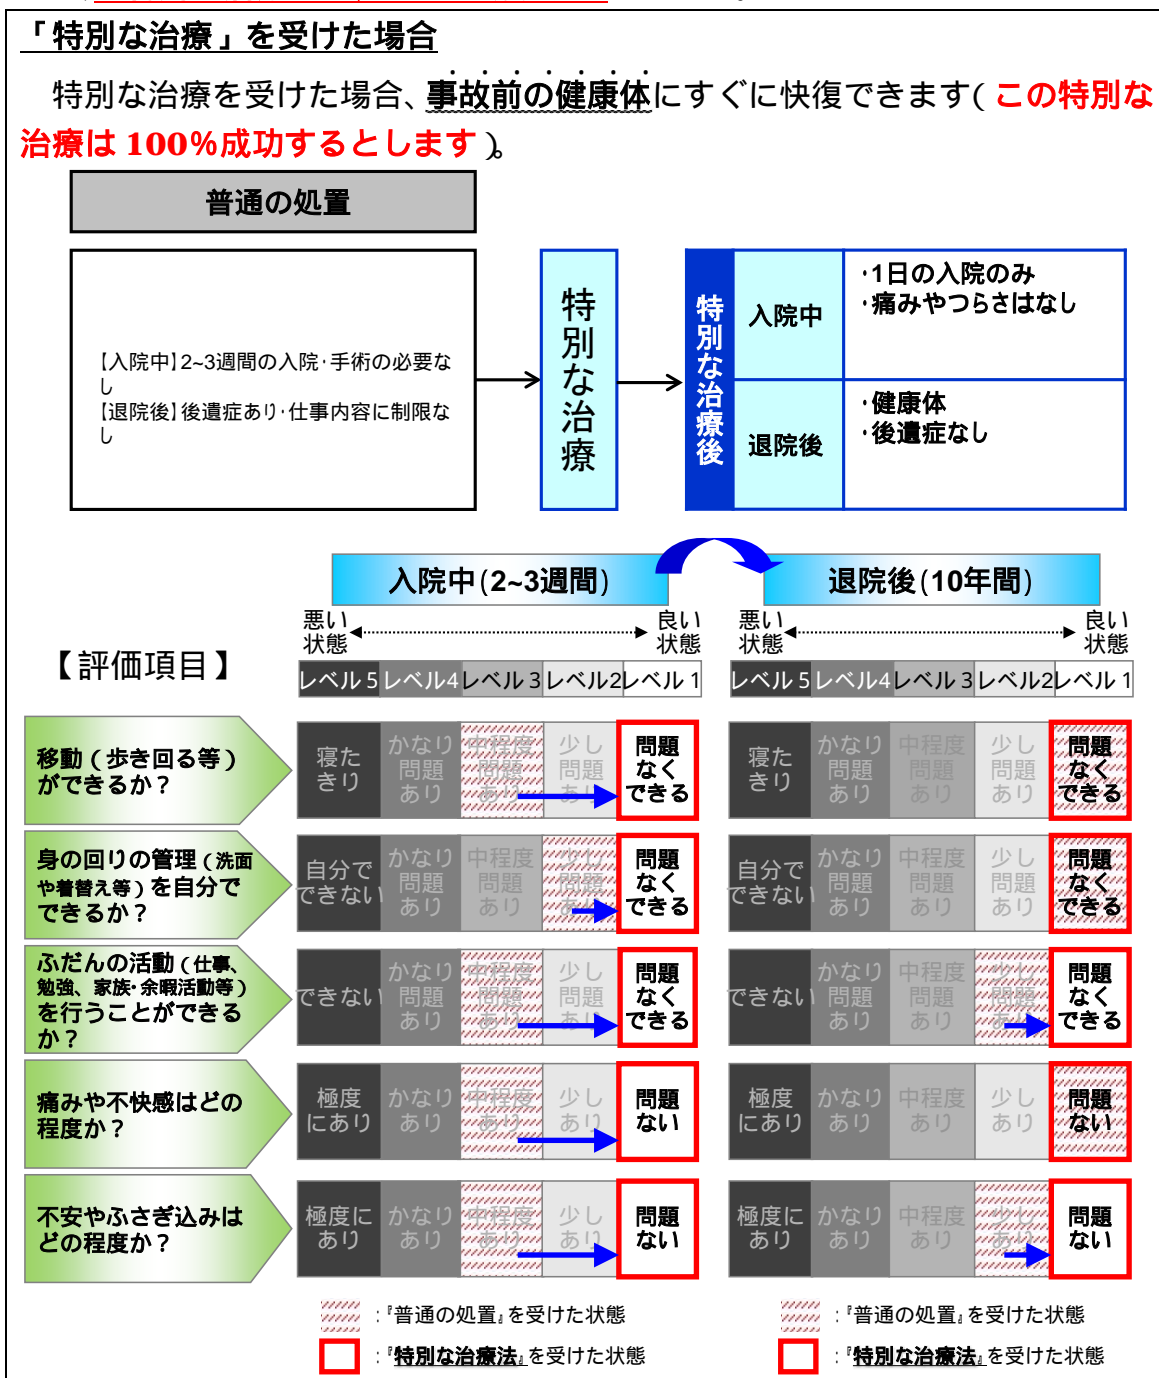 「特別な治療」を受けた場合
特別な治療を受けた場合、事故前の健康体にすぐに快復できます(この特別な
治療は 100%成功するとします)。
普通の処置
【入院中】2~3週間の入院・手術の必要な
し
【退院後】後遺症あり・仕事内容に制限な
し
特別な治療
特別な治療後
入院中
・1日の入院のみ
・痛みやつらさはなし
退院後
・健康体
・後遺症なし
入院中(2~3週間)
退院後(10年間)
悪い
状態
良い
状態
悪い
状態
良い
状態
【評価項目】
レベル5 レベル4 レベル3 レベル2 レベル1
レベル5 レベル4 レベル3 レベル2 レベル1
移動(歩き回る等)
ができるか?
寝た
きり
かなり
問題
あり
中程度
問題
あり
少し
問題
あり
問題
なく
できる
寝た
きり
かなり
問題
あり
中程度
問題
あり
少し
問題
あり
問題
なく
できる
身の回りの管理(洗面
や着替え等)を自分で
できるか?
自分で
できない
かなり
問題
あり
中程度
問題
あり
少し
問題
あり
問題
なく
できる
自分で
できない
かなり
問題
あり
中程度
問題
あり
少し
問題
あり
問題
なく
できる
ふだんの活動(仕事、
勉強、家族・余暇活動等)
を行うことができる
か?
できない
かなり
問題
あり
中程度
問題
あり
少し
問題
あり
問題
なく
できる
できない
かなり
問題
あり
中程度
問題
あり
少し
問題
あり
問題
なく
できる
痛みや不快感はどの
程度か?
極度
にあり
かなり
あり
中程度
あり
少し
あり
問題
ない
極度
にあり
かなり
あり
中程度
あり
少し
あり
問題
ない
不安やふさぎ込みは
どの程度か?
極度に
あり
かなり
あり
中程度
あり
少し
あり
問題
ない
極度に
あり
かなり
あり
中程度
あり
少し
あり
問題
ない
:『普通の処置』を受けた状態
:『特別な治療法』を受けた状態
:『普通の処置』を受けた状態
:『特別な治療法』を受けた状態